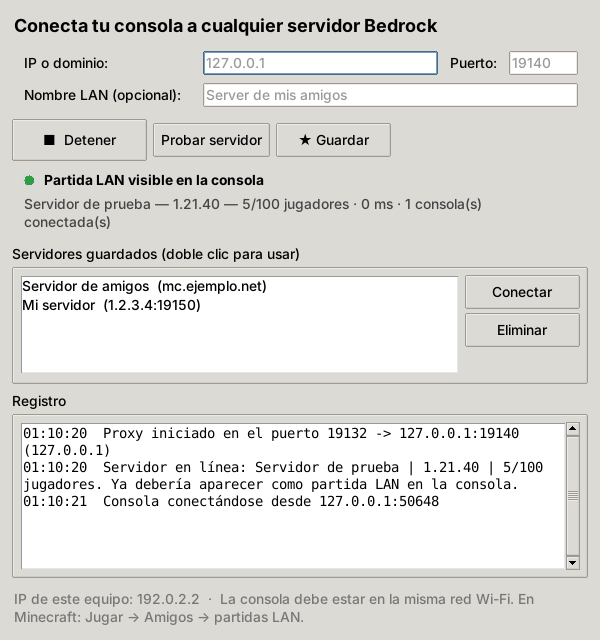 Conecta tu consola a cualquier servidor Bedrock
IP o dominio: 127.0.0.1 Puerto: 19140
Nombre LAN (opcional): Server de mis amigos
■ Detener Probar servidor ★ Guardar
Partida LAN visible en la consola
Servidor de prueba — 1.21.40 — 5/100 jugadores · 0 ms · 1 consola(s)
conectada(s)
Servidores guardados (doble clic para usar)
Servidor de amigos (mc.ejemplo.net)
Mi servidor (1.2.3.4:19150)
Conectar
Eliminar
Registro
01:10:20 Proxy iniciado en el puerto 19132 -> 127.0.0.1:19140
(127.0.0.1)
01:10:20 Servidor en línea: Servidor de prueba | 1.21.40 | 5/100
jugadores. Ya debería aparecer como partida LAN en la consola.
01:10:21 Consola conectándose desde 127.0.0.1:50648
IP de este equipo: 192.0.2.2 · La consola debe estar en la misma red Wi-Fi. En
Minecraft: Jugar → Amigos → partidas LAN.